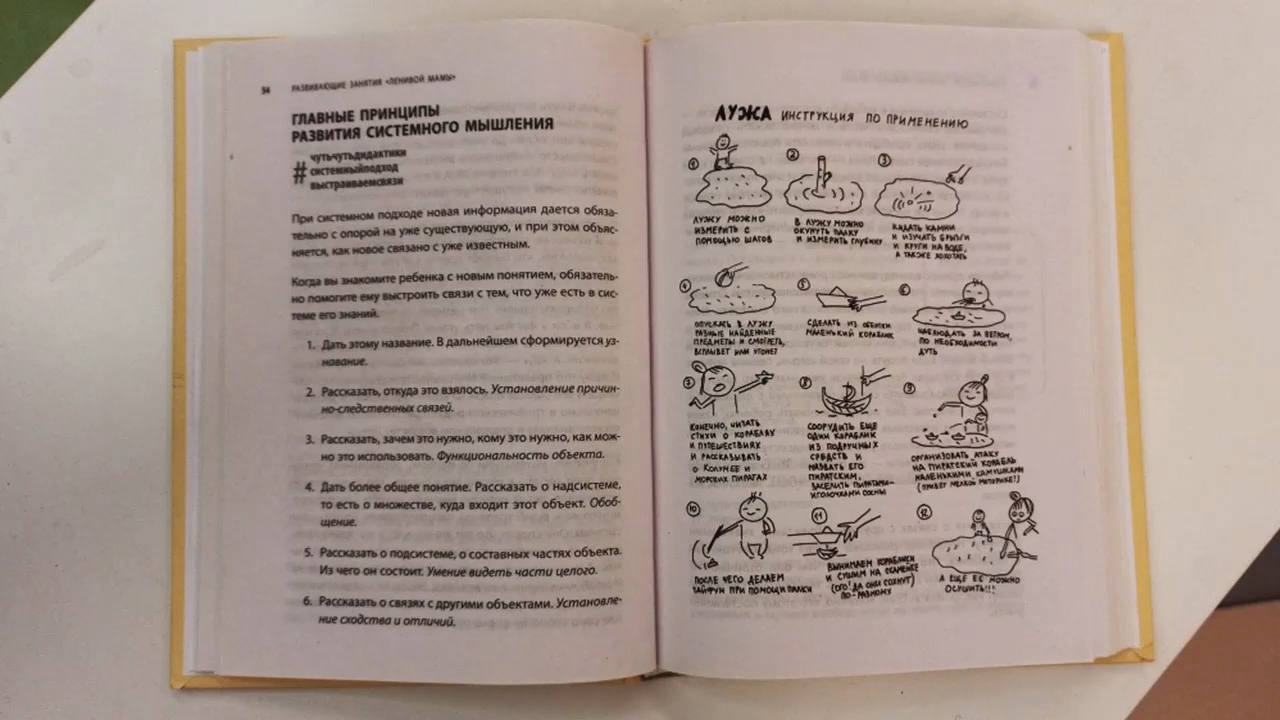 54 РАЗВИВАЮЩИЕ ЗАНЯТИЯ «ЛЕНИВОЙ МАМЫ»
ГЛАВНЫЕ ПРИНЦИПЫ
РАЗВИТИЯ СИСТЕМНОГО МЫШЛЕНИЯ
#
чутьчутьдидактики
системныйподход
выстраиваемсвязи
При системном подходе новая информация дается обяза-
тельно с опорой на уже существующую, и при этом объяс-
няется, как новое связано с уже известным.
Когда вы знакомите ребенка с новым понятием, обязатель-
но помогите ему выстроить связи с тем, что уже есть в сис-
теме его знаний.
1. Дать этому название. В дальнейшем сформируется уз-
навание.
2. Рассказать, откуда это взялось. Установление причин-
но-следственных связей.
3. Рассказать, зачем это нужно, кому это нужно, как мож-
но это использовать. Функциональность объекта.
4. Дать более общее понятие. Рассказать о надсистеме,
то есть о множестве, куда входит этот объект. Обоб-
щение.
5. Рассказать о подсистеме, о составных частях объекта.
Из чего он состоит. Умение видеть части целого.
6. Рассказать о связях с другими объектами. Установле-
ние сходства и отличий.
ЛУЖА ИНСТРУКЦИЯ ПО ПРИМЕНЕНИЮ
1
ЛУЖУ МОЖНО
ИЗМЕРИТЬ С
ПОМОЩЬЮ ШАГОВ
2
В ЛУЖУ МОЖНО
ОКУНУТЬ ПАЛКУ
И ИЗМЕРИТЬ ГЛУБИНУ
3
КИДАТЬ КАМНИ
И ИЗУЧАТЬ БРЫЗГИ
И КРУГИ НА ВОДЕ,
А ТАКЖЕ ХОХОТАТЬ
4
ОПУСКАТЬ В ЛУЖУ
РАЗНЫЕ НАЙДЕННЫЕ
ПРЕДМЕТЫ И СМОТРЕТЬ,
ВСПЛЫВЕТ ИЛИ УТОНЕТ
5
СДЕЛАТЬ ИЗ
МАЛЕНЬКИЙ КОРАБЛИК
6
НАБЛЮДАТЬ ЗА ВЕТРОМ,
ПО НЕОБХОДИМОСТИ
ДУТЬ
7
КОНЕЧНО, ЧИТАТЬ
СТИХИ О КОРАБЛЯХ
И ПУТЕШЕСТВИЯХ
И РАССКАЗЫВАТЬ
О КОЛУМБЕ И
МОРСКИХ ПИРАТАХ
8
СООРУДИТЬ ЕЩЕ
ОДИН КОРАБЛИК
ИЗ ПОДРУЧНЫХ
СРЕДСТВ И
НАЗВАТЬ ЕГО
ПИРАТСКИМ,
ЗАСЕЛИТЬ ПИРАТАМИ-
ИГОЛОЧКАМИ СОСНЫ
9
ОРГАНИЗОВАТЬ АТАКУ
НА ПИРАТСКИЙ КОРАБЛЬ
МАЛЕНЬКИМИ КАМУШКАМИ
(ПРИВЕТ МЕЛКОЙ МОТОРИКЕ!)
10
ПОСЛЕ ЧЕГО ДЕЛАЕМ
ТАЙФУН ПРИ ПОМОЩИ ПАЛКИ
11
ВЫНИМАЕМ КОРАБЛИКИ
И СУШИМ НА СКАМЕЙКЕ
(ОГО! ДА ОНИ СОХНУТ
ПО-РАЗНОМУ
12
А ЕЩЕ ЕЕ МОЖНО
ОСУШИТЬ!!!